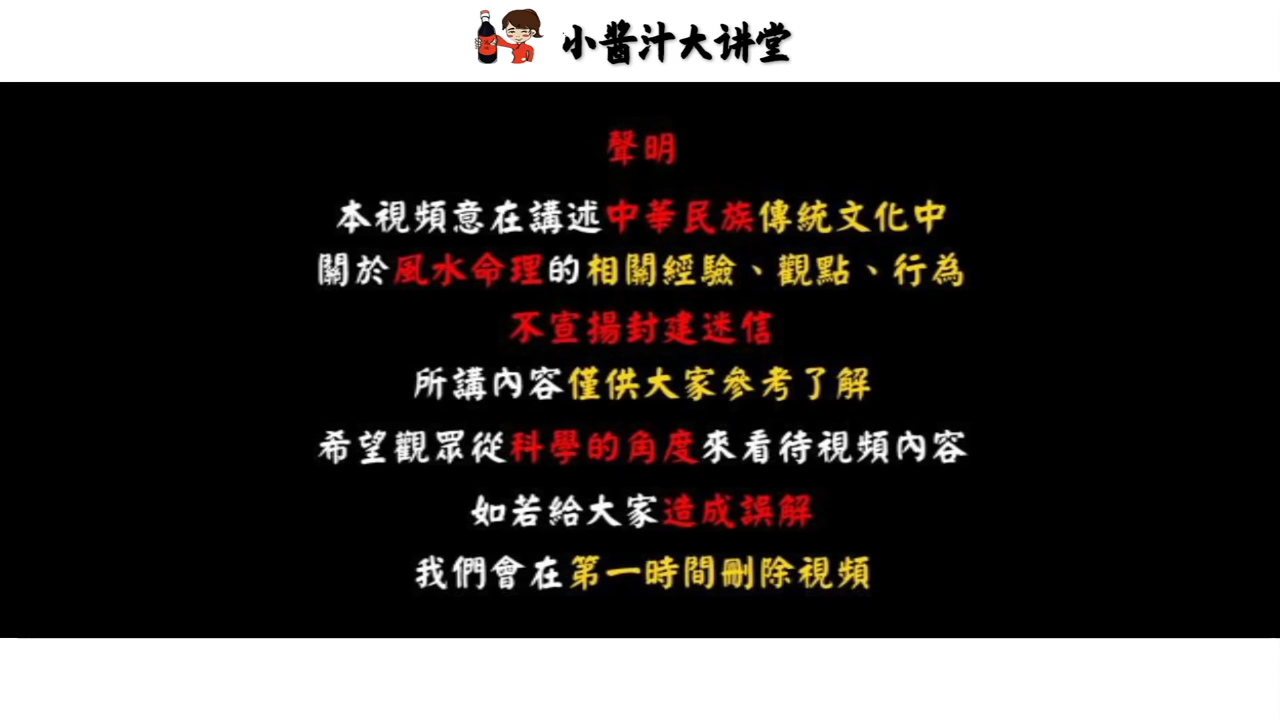 小酱汁大讲堂
聲明
本視頻意在講述中華民族傳統文化中
關於風水命理的相關經驗、觀點、行為
不宣揚封建迷信
所講內容僅供大家參考了解
希望觀眾從科學的角度來看待視頻內容
如若給大家造成誤解
我們會在第一時間刪除視頻